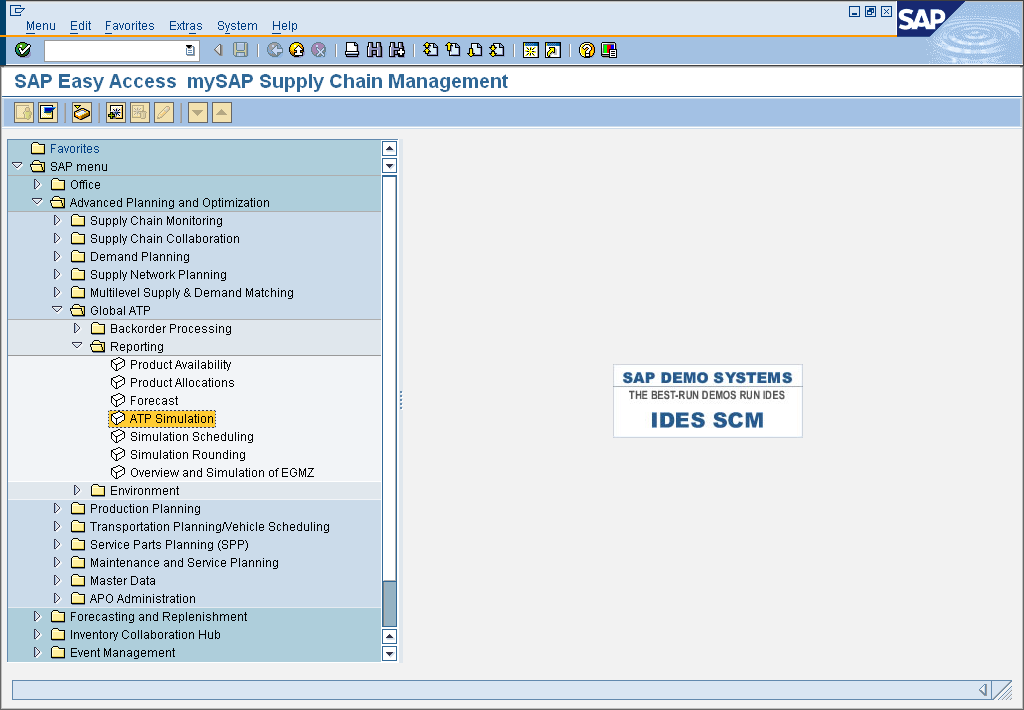 Menu Edit Favorites Extras System Help
SAP
SAP Easy Access mySAP Supply Chain Management
Favorites
SAP menu
Office
Advanced Planning and Optimization
Supply Chain Monitoring
Supply Chain Collaboration
Demand Planning
Supply Network Planning
Multilevel Supply & Demand Matching
Global ATP
Backorder Processing
Reporting
Product Availability
Product Allocations
Forecast
ATP Simulation
Simulation Scheduling
Simulation Rounding
Overview and Simulation of EGMZ
Environment
Production Planning
Transportation Planning/Vehicle Scheduling
Service Parts Planning (SPP)
Maintenance and Service Planning
Master Data
APO Administration
Forecasting and Replenishment
Inventory Collaboration Hub
Event Management
SAP DEMO SYSTEMS
THE BEST-RUN DEMOS RUN IDES
IDES SCM